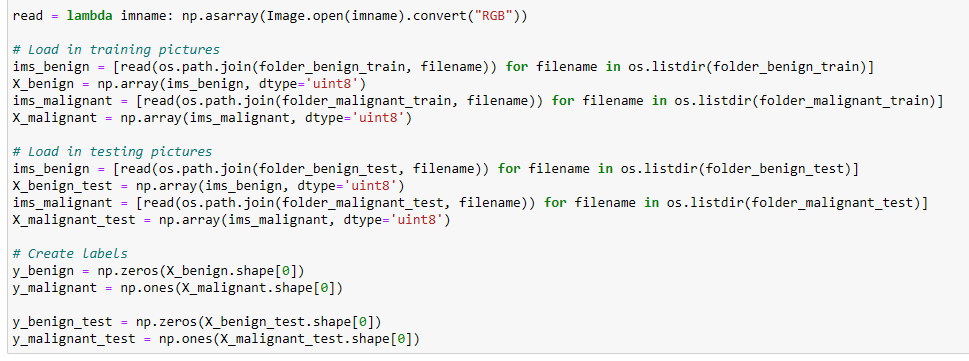 read = lambda imname: np.asarray(Image.open(imname).convert("RGB"))
# Load in training pictures
ims_benign = [read(os.path.join(folder_benign_train, filename)) for filename in os.listdir(folder_benign_train)]
X_benign = np.array(ims_benign, dtype='uint8')
ims_malignant = [read(os.path.join(folder_malignant_train, filename)) for filename in os.listdir(folder_malignant_train)]
X_malignant = np.array(ims_malignant, dtype='uint8')
# Load in testing pictures
ims_benign = [read(os.path.join(folder_benign_test, filename)) for filename in os.listdir(folder_benign_test)]
X_benign_test = np.array(ims_benign, dtype='uint8')
ims_malignant = [read(os.path.join(folder_malignant_test, filename)) for filename in os.listdir(folder_malignant_test)]
X_malignant_test = np.array(ims_malignant, dtype='uint8')
# Create labels
y_benign = np.zeros(X_benign.shape[0])
y_malignant = np.ones(X_malignant.shape[0])
y_benign_test = np.zeros(X_benign_test.shape[0])
y_malignant_test = np.ones(X_malignant_test.shape[0])